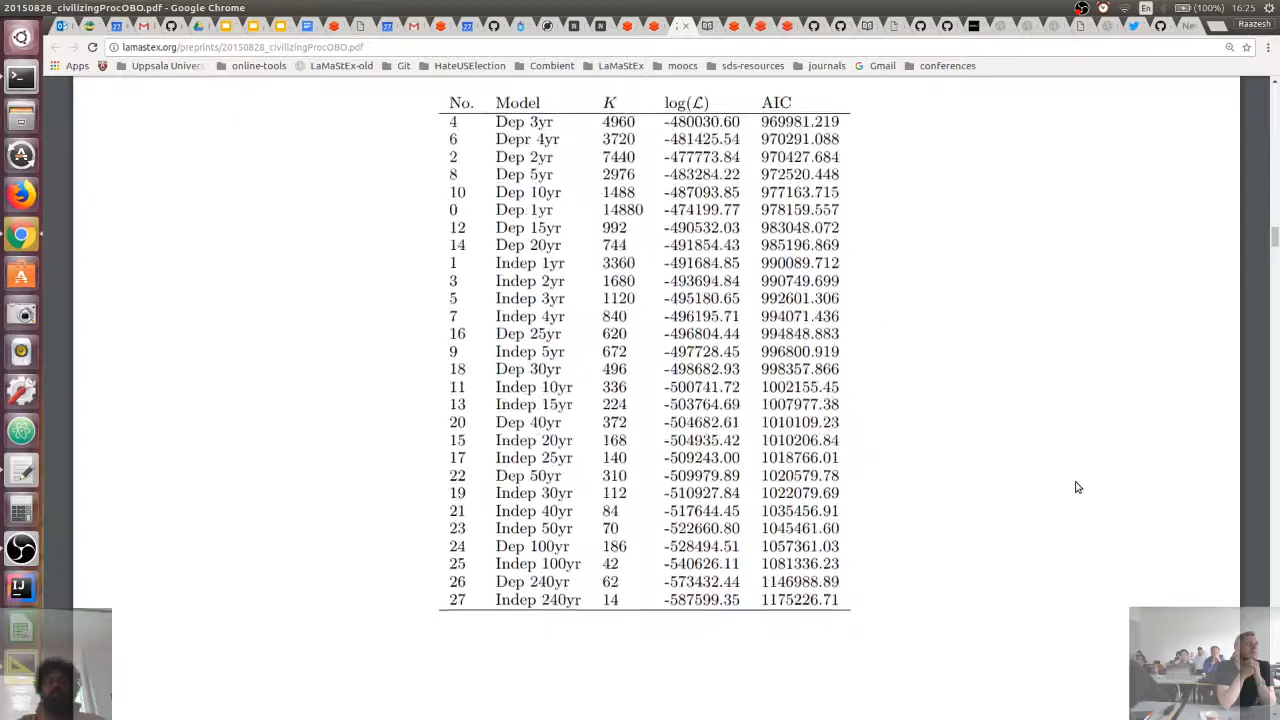 20150828_civilizingProcOBO.pdf - Google Chrome
En
16:25
Ne
Raazesh
lamastex.org/preprints/20150828_civilizingProcOBO.pdf
Apps
Uppsala Univer
online-tools
LaMaStEx-old
Git
HateUSElection
Combient
LaMaStEx
moocs
sds-resources
journals
Gmail
conferences
No. Model K log(ℒ) AIC
4 Dep 3yr 4960 -480030.60 969981.219
6 Depr 4yr 3720 -481425.54 970291.088
2 Dep 2yr 7440 -477773.84 970427.684
8 Dep 5yr 2976 -483284.22 972520.448
10 Dep 10yr 1488 -487093.85 977163.715
0 Dep 1yr 14880 -474199.77 978159.557
12 Dep 15yr 992 -490532.03 983048.072
14 Dep 20yr 744 -491854.43 985196.869
1 Indep 1yr 3360 -491684.85 990089.712
3 Indep 2yr 1680 -493694.84 990749.699
5 Indep 3yr 1120 -495180.65 992601.306
7 Indep 4yr 840 -496195.71 994071.436
16 Dep 25yr 620 -496804.44 994848.883
9 Indep 5yr 672 -497728.45 996800.919
18 Dep 30yr 496 -498682.93 998357.866
11 Indep 10yr 336 -500741.72 1002155.45
13 Indep 15yr 224 -503764.69 1007977.38
20 Dep 40yr 372 -504682.61 1010109.23
15 Indep 20yr 168 -504935.42 1010206.84
17 Indep 25yr 140 -509243.00 1018766.01
22 Dep 50yr 310 -509979.89 1020579.78
19 Indep 30yr 112 -510927.84 1022079.69
21 Indep 40yr 84 -517644.45 1035456.91
23 Indep 50yr 70 -522660.80 1045461.60
24 Dep 100yr 186 -528494.51 1057361.03
25 Indep 100yr 42 -540626.11 1081336.23
26 Dep 240yr 62 -573432.44 1146988.89
27 Indep 240yr 14 -587599.35 1175226.71